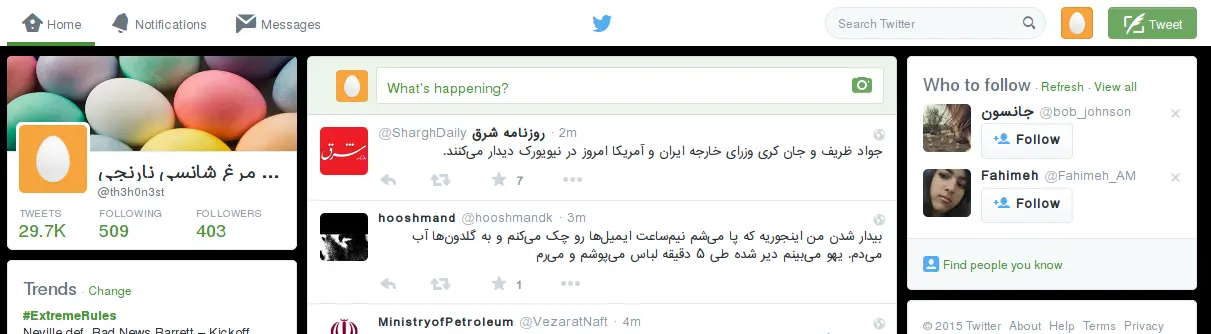 Home
Notifications
Messages
Search Twitter
Tweet
مرغ شانسی نارنجی ...
@th3h0n3st
TWEETS
FOLLOWING
FOLLOWERS
29.7K
509
403
Trends · Change
#ExtremeRules
Neville def. Bad News Barrett – Kickoff
What's happening?
@SharghDaily روزنامه شرق · 2m
جواد ظریف و جان کری وزرای خارجه ایران و آمریکا امروز در نیویورک دیدار می‌کنند.
7
hooshmand @hooshmandk · 3m
بیدار شدن من اینجوریه که پا می‌شم نیم‌ساعت ایمیل‌ها رو چک می‌کنم و به گلدون‌ها آب
می‌دم. یهو می‌بینم دیر شده طی ۵ دقیقه لباس می‌پوشم و می‌رم
1
MinistryofPetroleum @VezaratNaft · 4m
Who to follow · Refresh · View all
جانسون @bob_johnson
Follow
Fahimeh @Fahimeh_AM
Follow
Find people you know
© 2015 Twitter About Help Terms Privacy